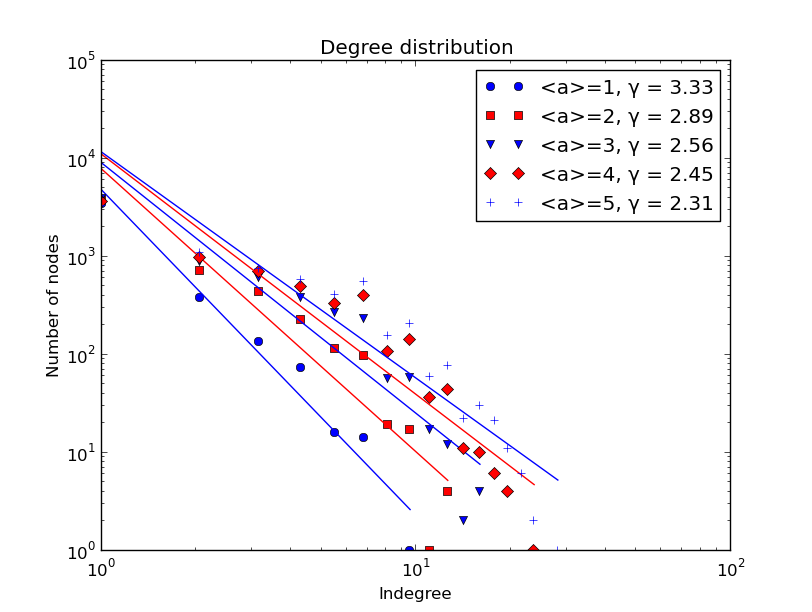 Degree distribution
10^5
10^4
10^3
10^2
10^1
10^0
Number of nodes
<a>=1, γ = 3.33
<a>=2, γ = 2.89
<a>=3, γ = 2.56
<a>=4, γ = 2.45
<a>=5, γ = 2.31
10^0 10^1 10^2
Indegree